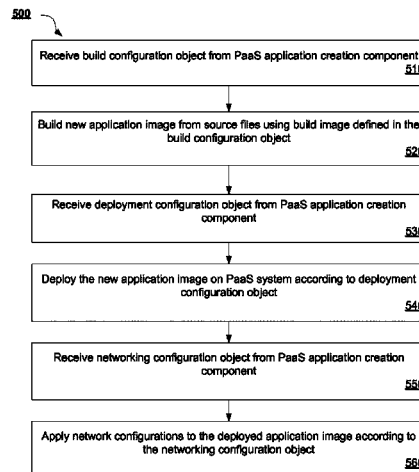 500
Receive build configuration object from PaaS application creation component
510
Build new application image from source files using build image defined in the
build configuration object
520
Receive deployment configuration object from PaaS application creation
component
530
Deploy the new application image on PaaS system according to deployment
configuration object
540
Receive networking configuration object from PaaS application creation
component
550
Apply network configurations to the deployed application image according to
the networking configuration object
560